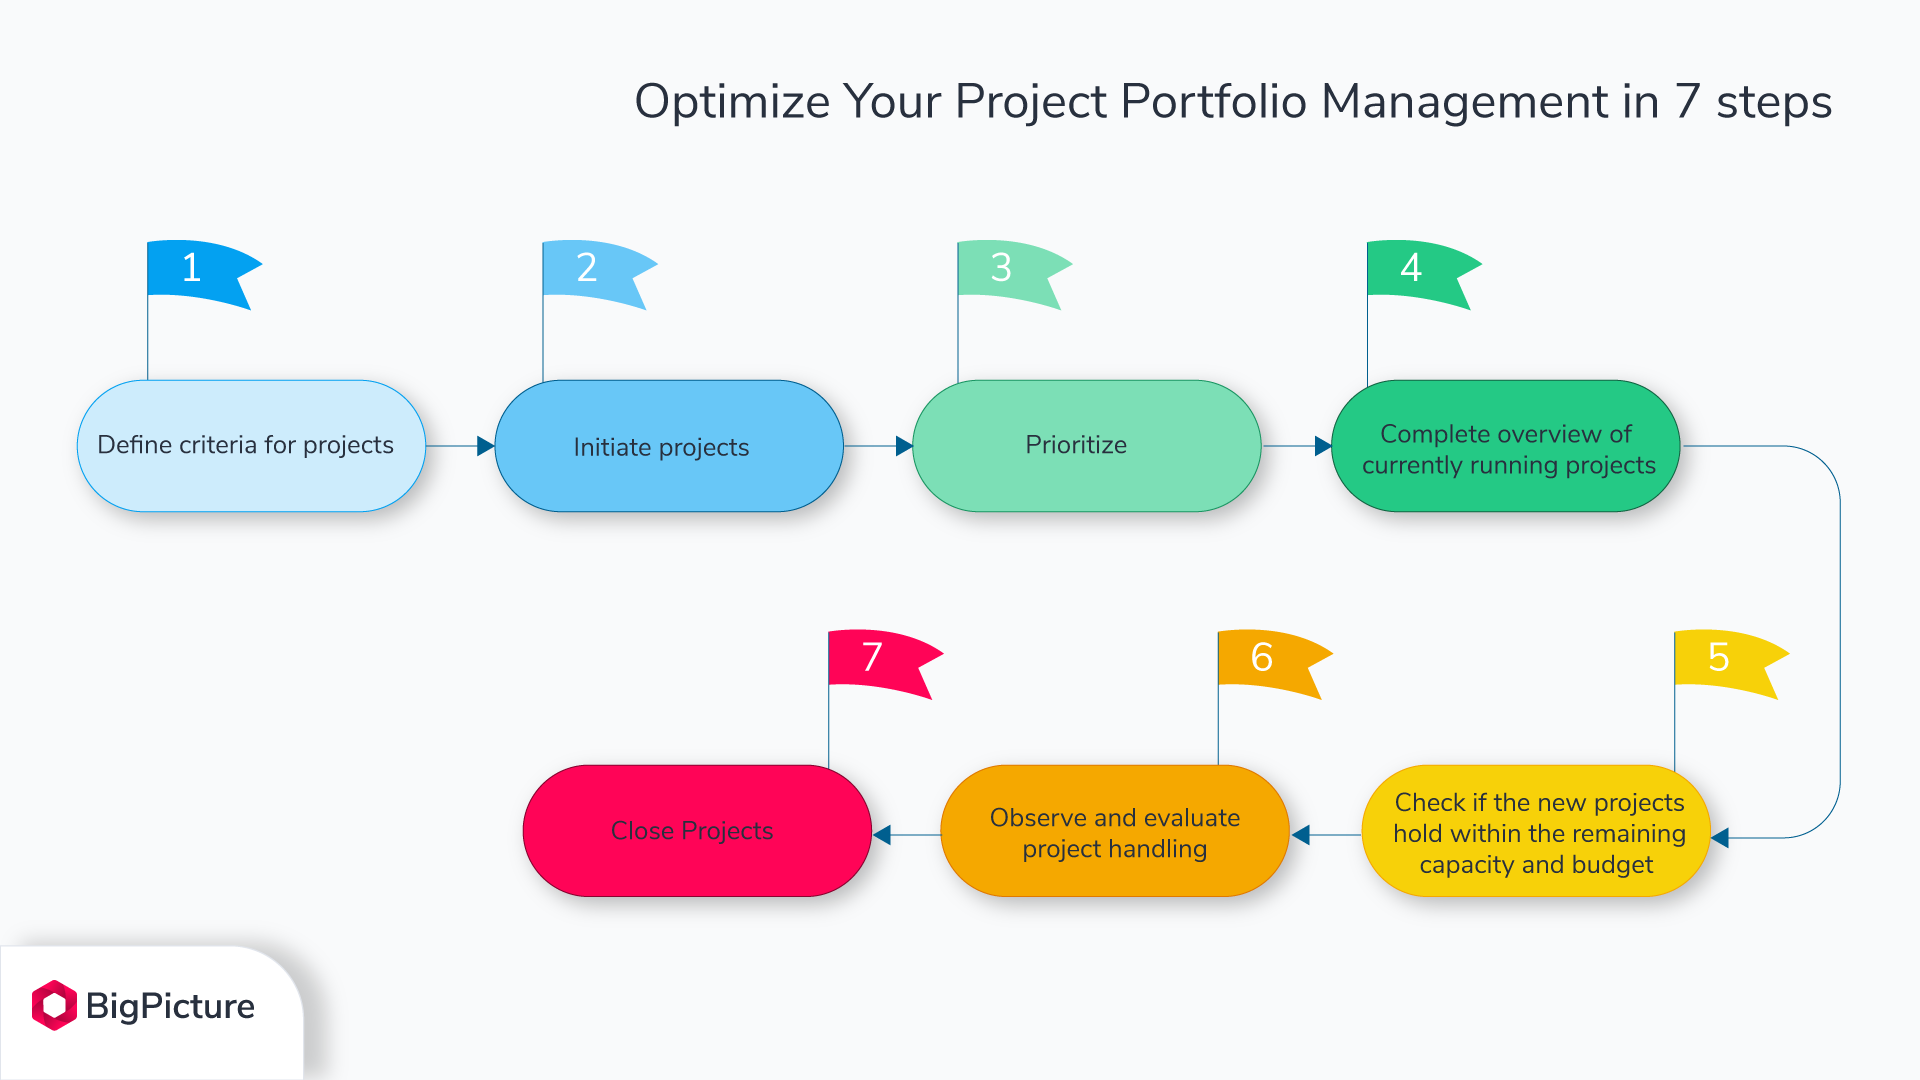 Optimize Your Project Portfolio Management in 7 steps
1
2
3
4
Define criteria for projects
Initiate projects
Prioritize
Complete overview of
currently running projects
7
6
5
Close Projects
Observe and evaluate
project handling
Check if the new projects
hold within the remaining
capacity and budget
BigPicture